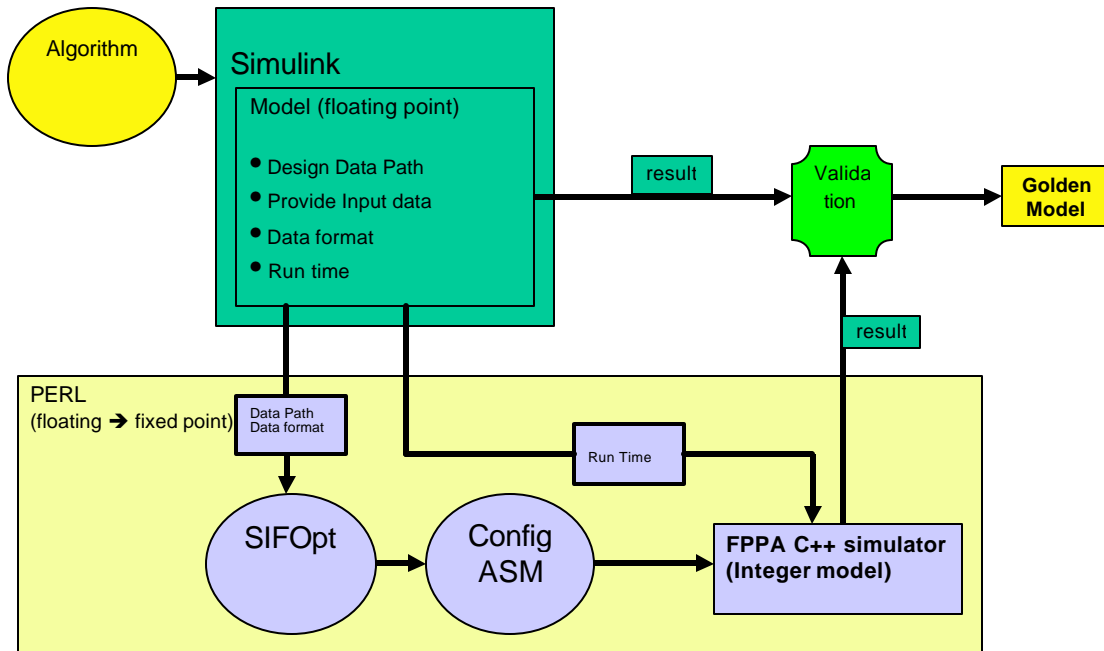 Algorithm
Simulink
Model (floating point)
• Design Data Path
• Provide Input data
• Data format
• Run time
result
Valida
tion
Golden
Model
result
PERL
(floating ➔ fixed point)
Data Path
Data format
Run Time
SIFOpt
Config
ASM
FPPA C++ simulator
(Integer model)